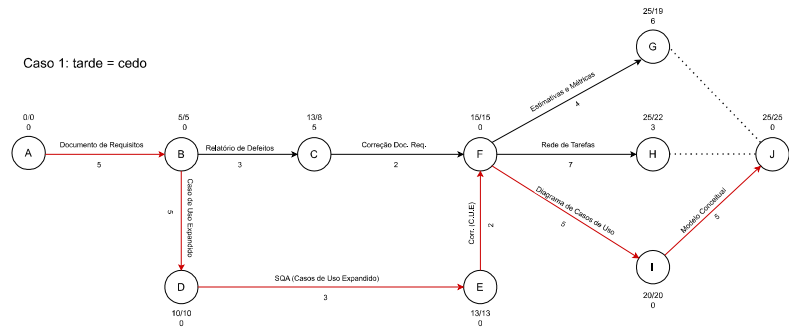 25/19
6
G
Caso 1: tarde = cedo
Estimativas e Métricas
4
0/0
0
5/5
0
13/8
5
15/15
0
25/22
3
25/25
0
A
Documento de Requisitos
5
B
Relatório de Defeitos
3
C
Correção Doc. Req.
2
F
Rede de Tarefas
7
H
J
Caso de Uso Expandido
5
Corr. (C.U.E)
2
Diagrama de Casos de Uso
5
Modelo Conceitual
5
D
SQA (Casos de Uso Expandido)
3
E
I
10/10
0
13/13
0
20/20
0